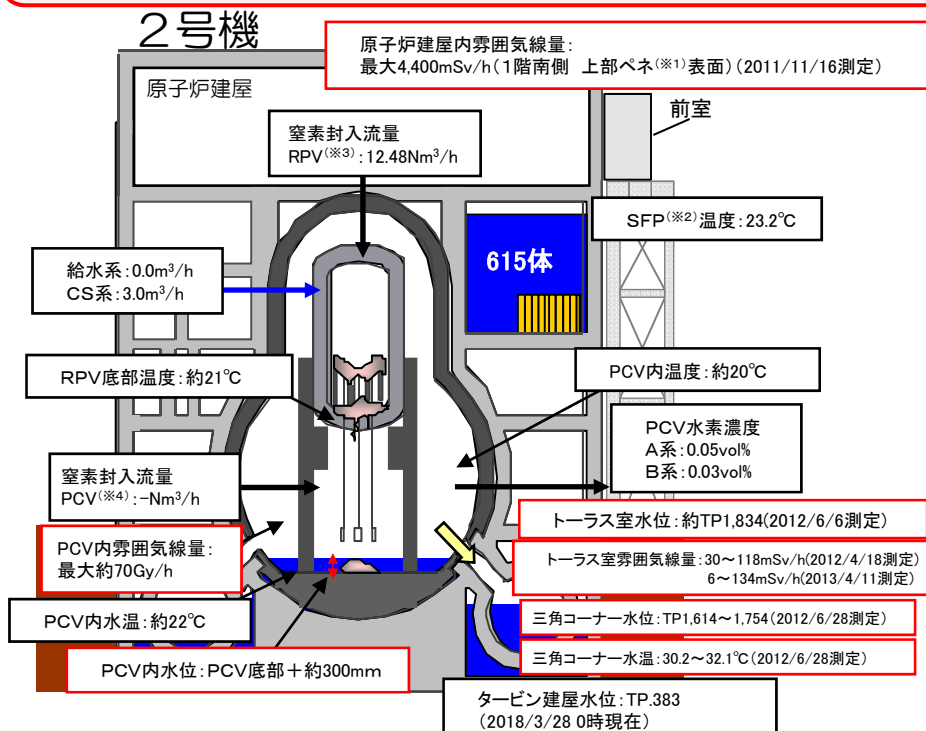 2号機
原子炉建屋内雰囲気線量:
最大4,400mSv/h(1階南側 上部ペネ(※1)表面)(2011/11/16測定)
原子炉建屋
前室
窒素封入流量
RPV(※3):12.48Nm³/h
SFP(※2)温度:23.2℃
615体
給水系:0.0m³/h
CS系:3.0m³/h
RPV底部温度:約21℃
PCV内温度:約20℃
PCV水素濃度
A系:0.05vol%
B系:0.03vol%
窒素封入流量
PCV(※4):-Nm³/h
トーラス室水位:約TP1,834(2012/6/6測定)
PCV内雰囲気線量:
最大約70Gy/h
トーラス室雰囲気線量:30~118mSv/h(2012/4/18測定)
6~134mSv/h(2013/4/11測定)
PCV内水温:約22℃
三角コーナー水位:TP1,614~1,754(2012/6/28測定)
三角コーナー水温:30.2~32.1℃(2012/6/28測定)
PCV内水位:PCV底部+約300mm
タービン建屋水位:TP.383
(2018/3/28 0時現在)